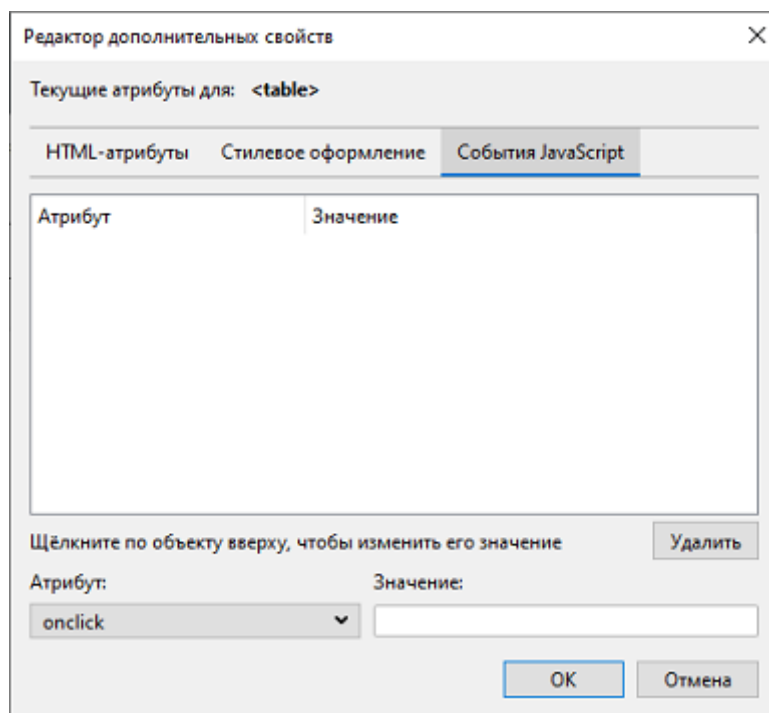 Редактор дополнительных свойств
Текущие атрибуты для: <table>
HTML-атрибуты Стилевое оформление События JavaScript
Атрибут Значение
Щёлкните по объекту вверху, чтобы изменить его значение Удалить
Атрибут: Значение:
onclick
OK Отмена